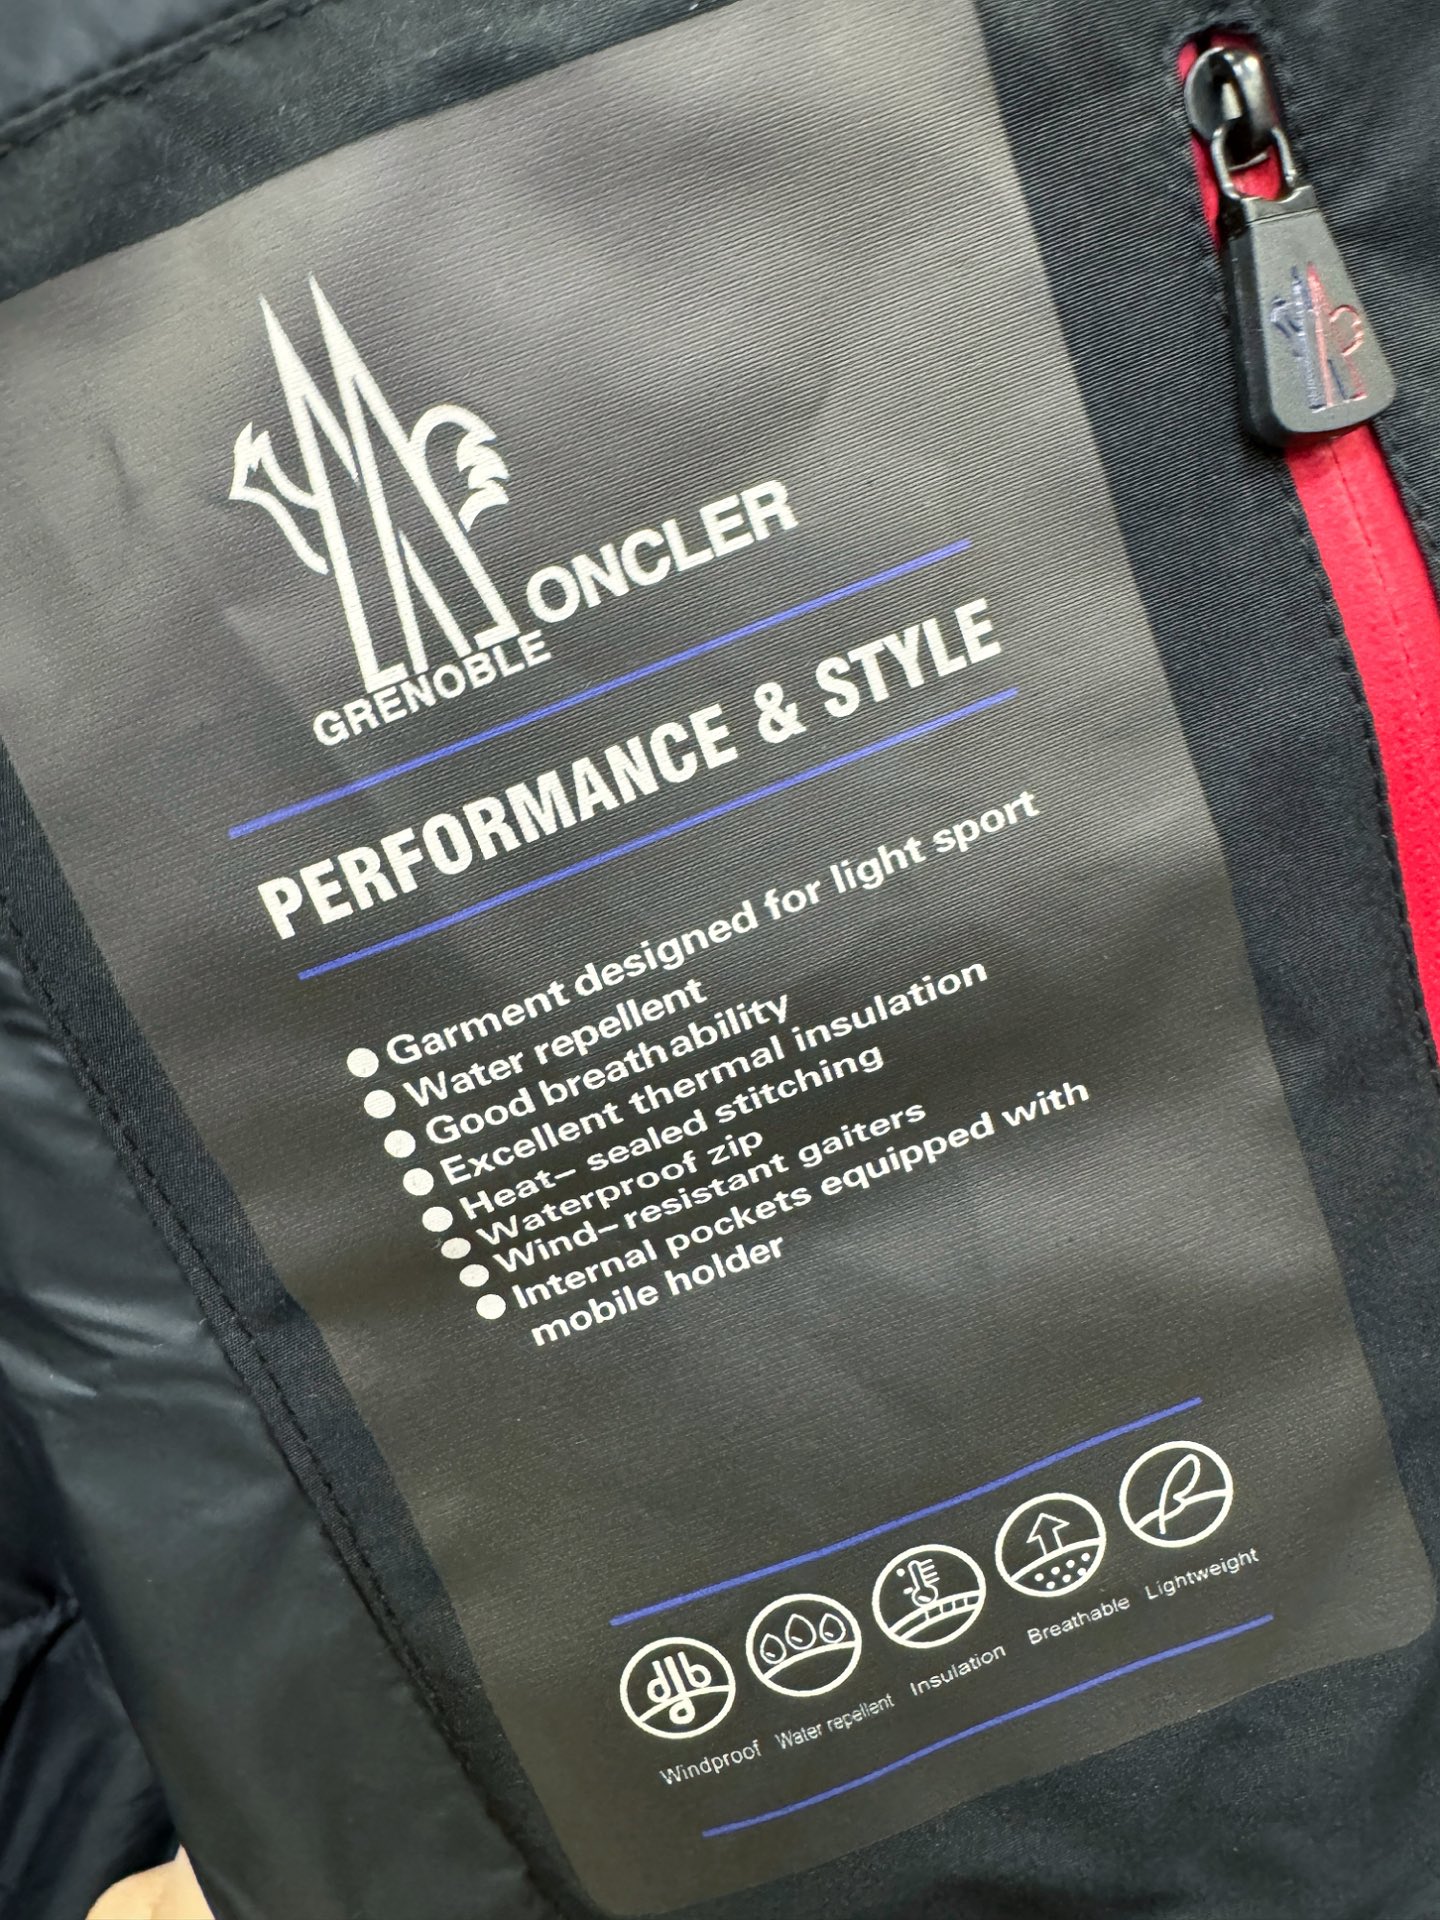 ONCLER
GRENOBLE
PERFORMANCE & STYLE
Garment designed for light sport
Water repellent
Good breathability
Excellent thermal insulation
Heat– sealed stitching
Waterproof zip
Wind– resistant gaiters
Internal pockets equipped with
mobile holder
Windproof Water repellent Insulation Breathable Lightweight